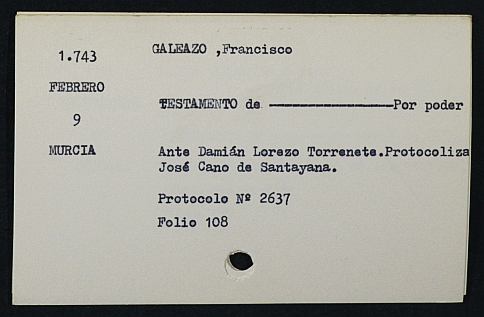 1.743
GALEAZO ,Francisco
FEBRERO
TESTAMENTO de ————————Por poder
9
MURCIA
Ante Damián Lorezo Torrenete.Protocoliza
José Cano de Santayana.
Protocolo Nº 2637
Folio 108